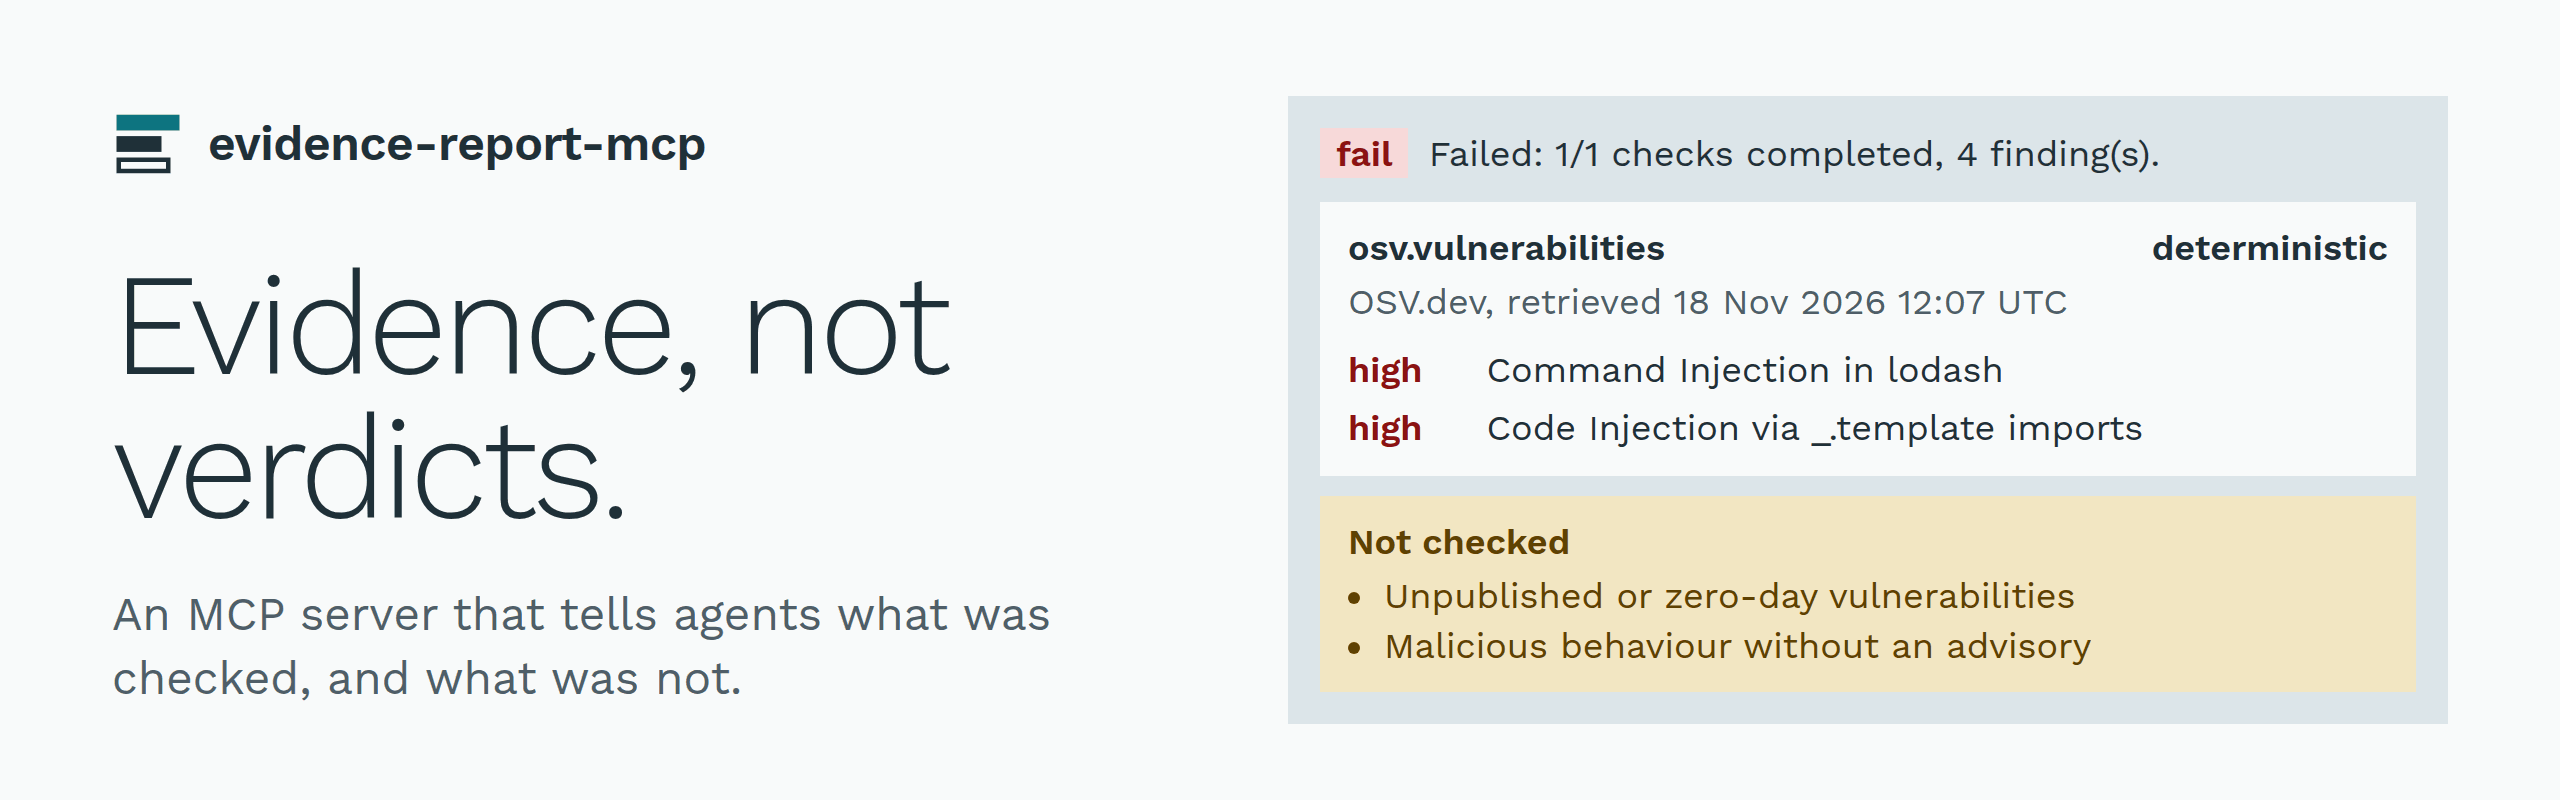 evidence-report-mcp
Evidence, not
verdicts.
An MCP server that tells agents what was
checked, and what was not.
fail Failed: 1/1 checks completed, 4 finding(s).
osv.vulnerabilities deterministic
OSV.dev, retrieved 18 Nov 2026 12:07 UTC
high Command Injection in lodash
high Code Injection via _.template imports
Not checked
• Unpublished or zero-day vulnerabilities
• Malicious behaviour without an advisory